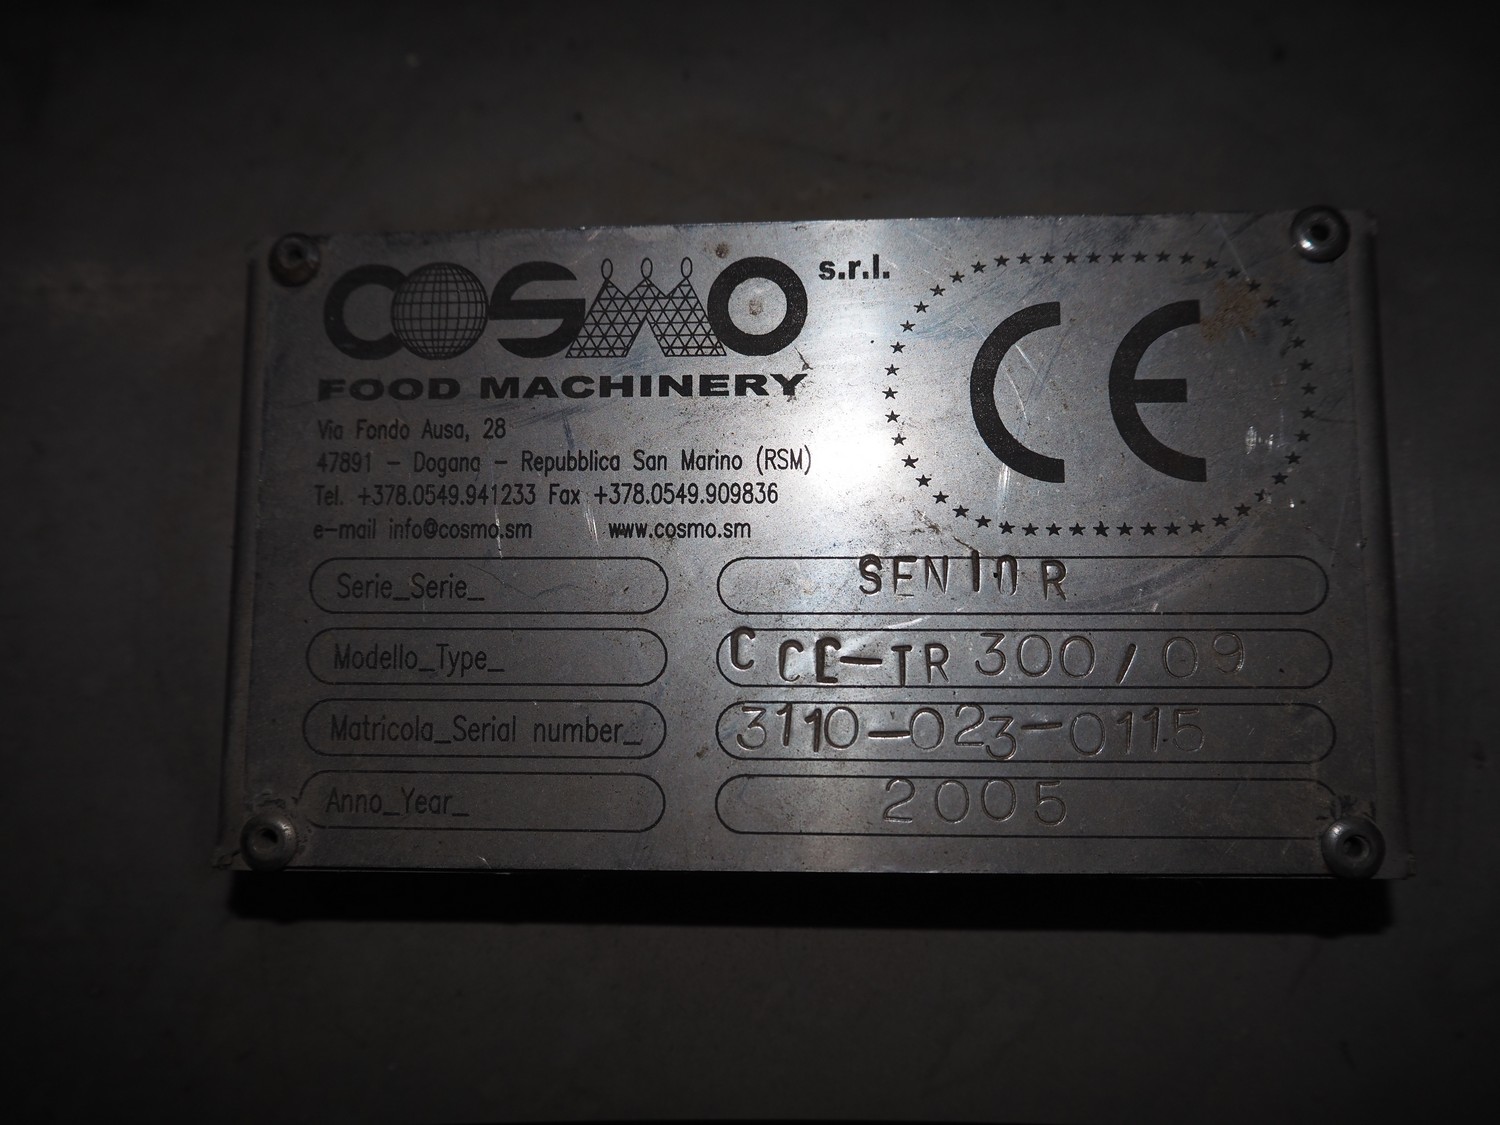 COSMO s.r.l.
FOOD MACHINERY
Via Fondo Ausa, 28
47891 - Dogana - Repubblica San Marino (RSM)
Tel. +378.0549.941233 Fax +378.0549.909836
e-mail info@cosmo.sm www.cosmo.sm
CE
Serie_Serie_ SENIOR
Modello_Type_ CCE-TR 300/09
Matricola_Serial number_ 3110-023-0115
Anno_Year_ 2005